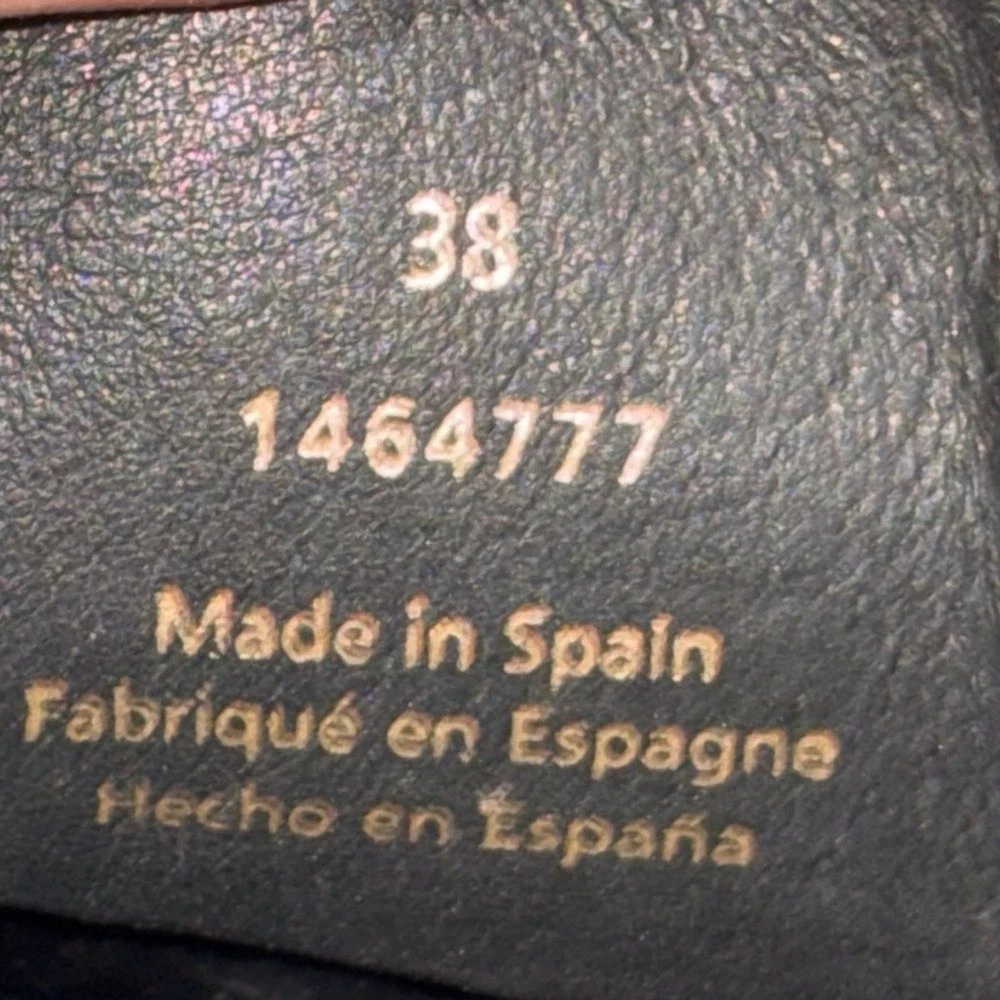 38
1464777
Made in Spain
Fabriqué en Espagne
Hecho en España